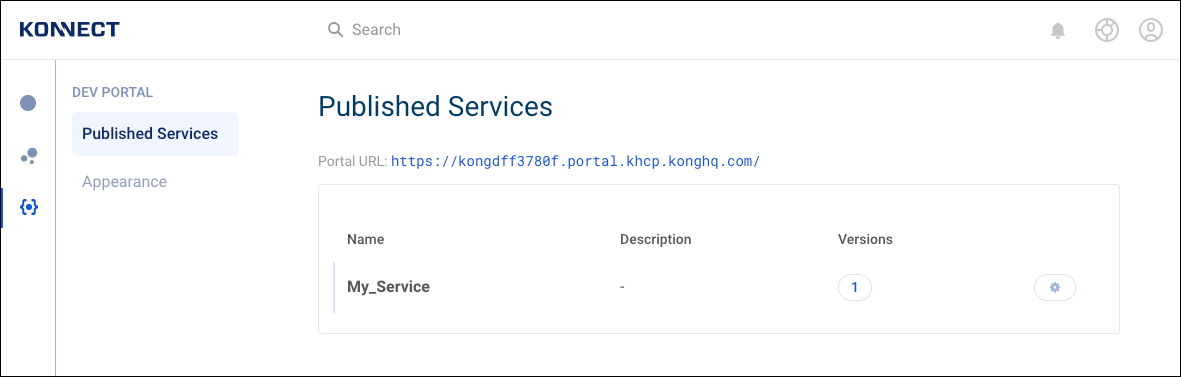 KONNECT
Search
DEV PORTAL
Published Services
Appearance
Published Services
Portal URL: https://kongdff3780f.portal.khcp.konghq.com/
Name Description Versions
My_Service - 1